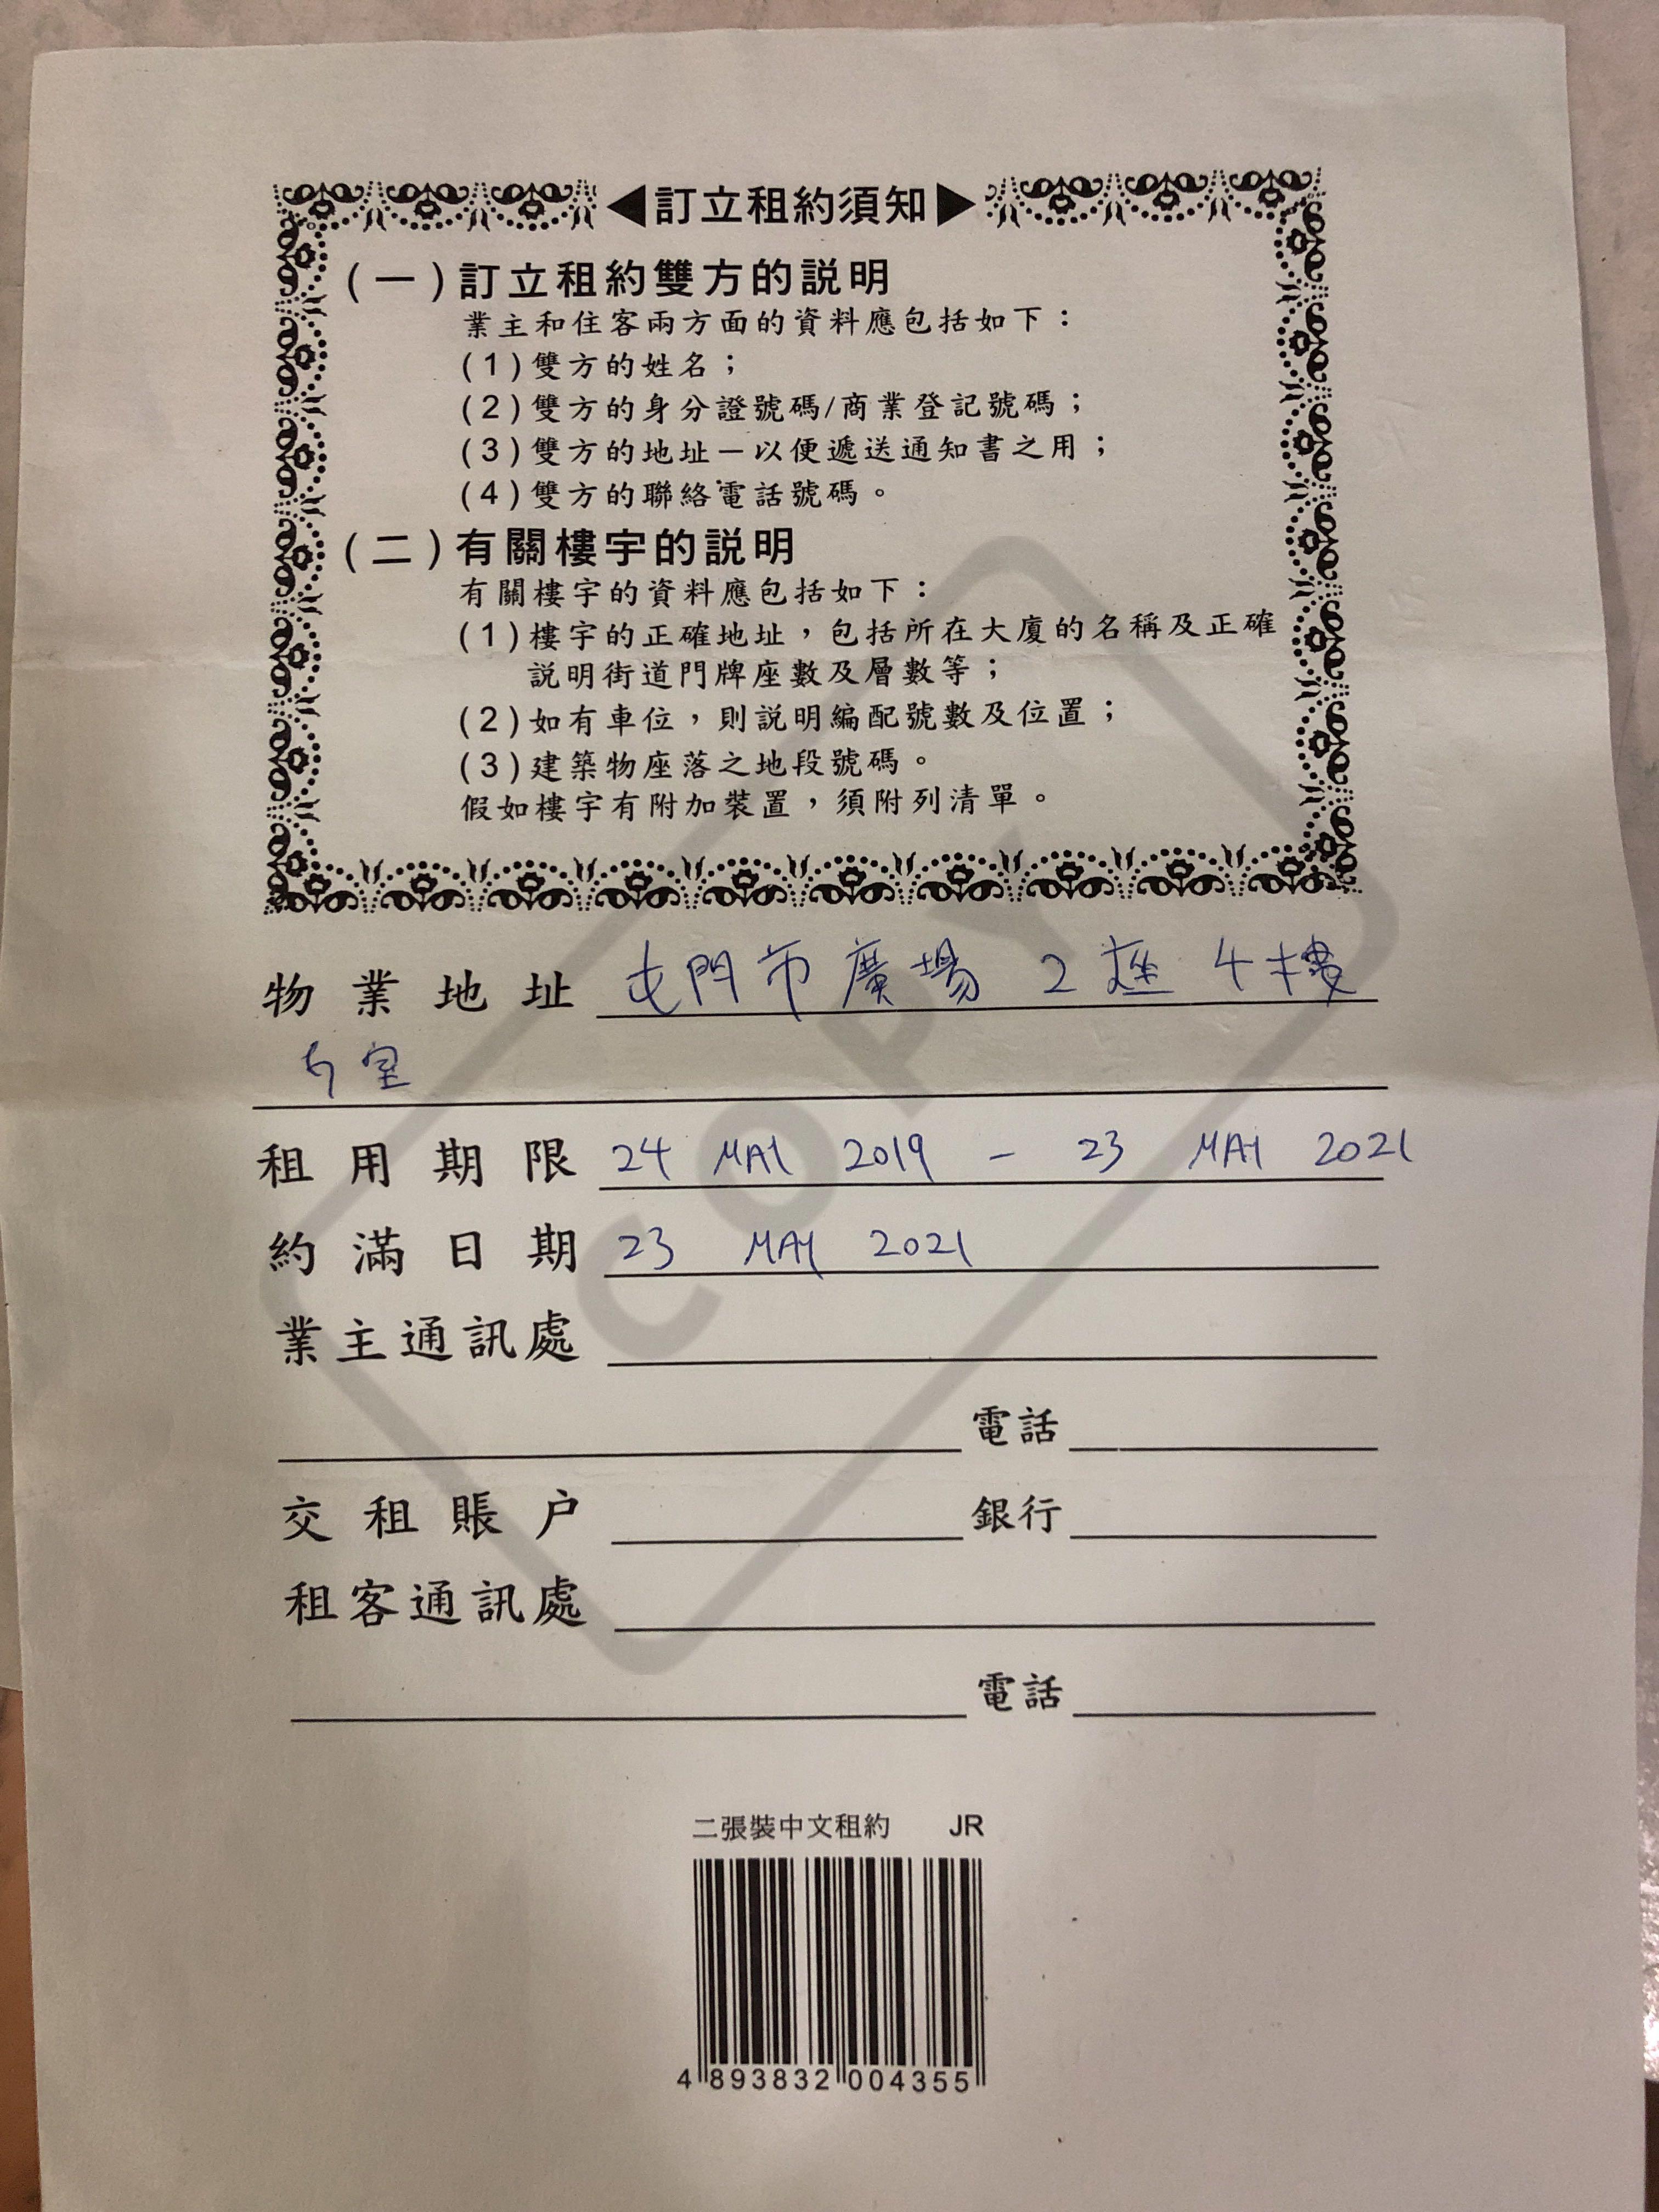 ◀訂立租約須知▶
(一)訂立租約雙方的説明
業主和住客兩方面的資料應包括如下：
(1)雙方的姓名；
(2)雙方的身分證號碼/商業登記號碼；
(3)雙方的地址－以便遞送通知書之用；
(4)雙方的聯絡電話號碼。
(二)有關樓宇的説明
有關樓宇的資料應包括如下：
(1)樓宇的正確地址，包括所在大廈的名稱及正確
説明街道門牌座數及層數等；
(2)如有車位，則説明編配號數及位置；
(3)建築物座落之地段號碼。
假如樓宇有附加裝置，須附列清單。
物業地址 屯門市廣場 2座 4樓
室
租用期限 24 MAY 2019 - 23 MAY 2021
約滿日期 23 MAY 2021
業主通訊處
電話
交租賬户 銀行
租客通訊處
電話
COPY
二張裝中文租約 JR
4 893832 004355